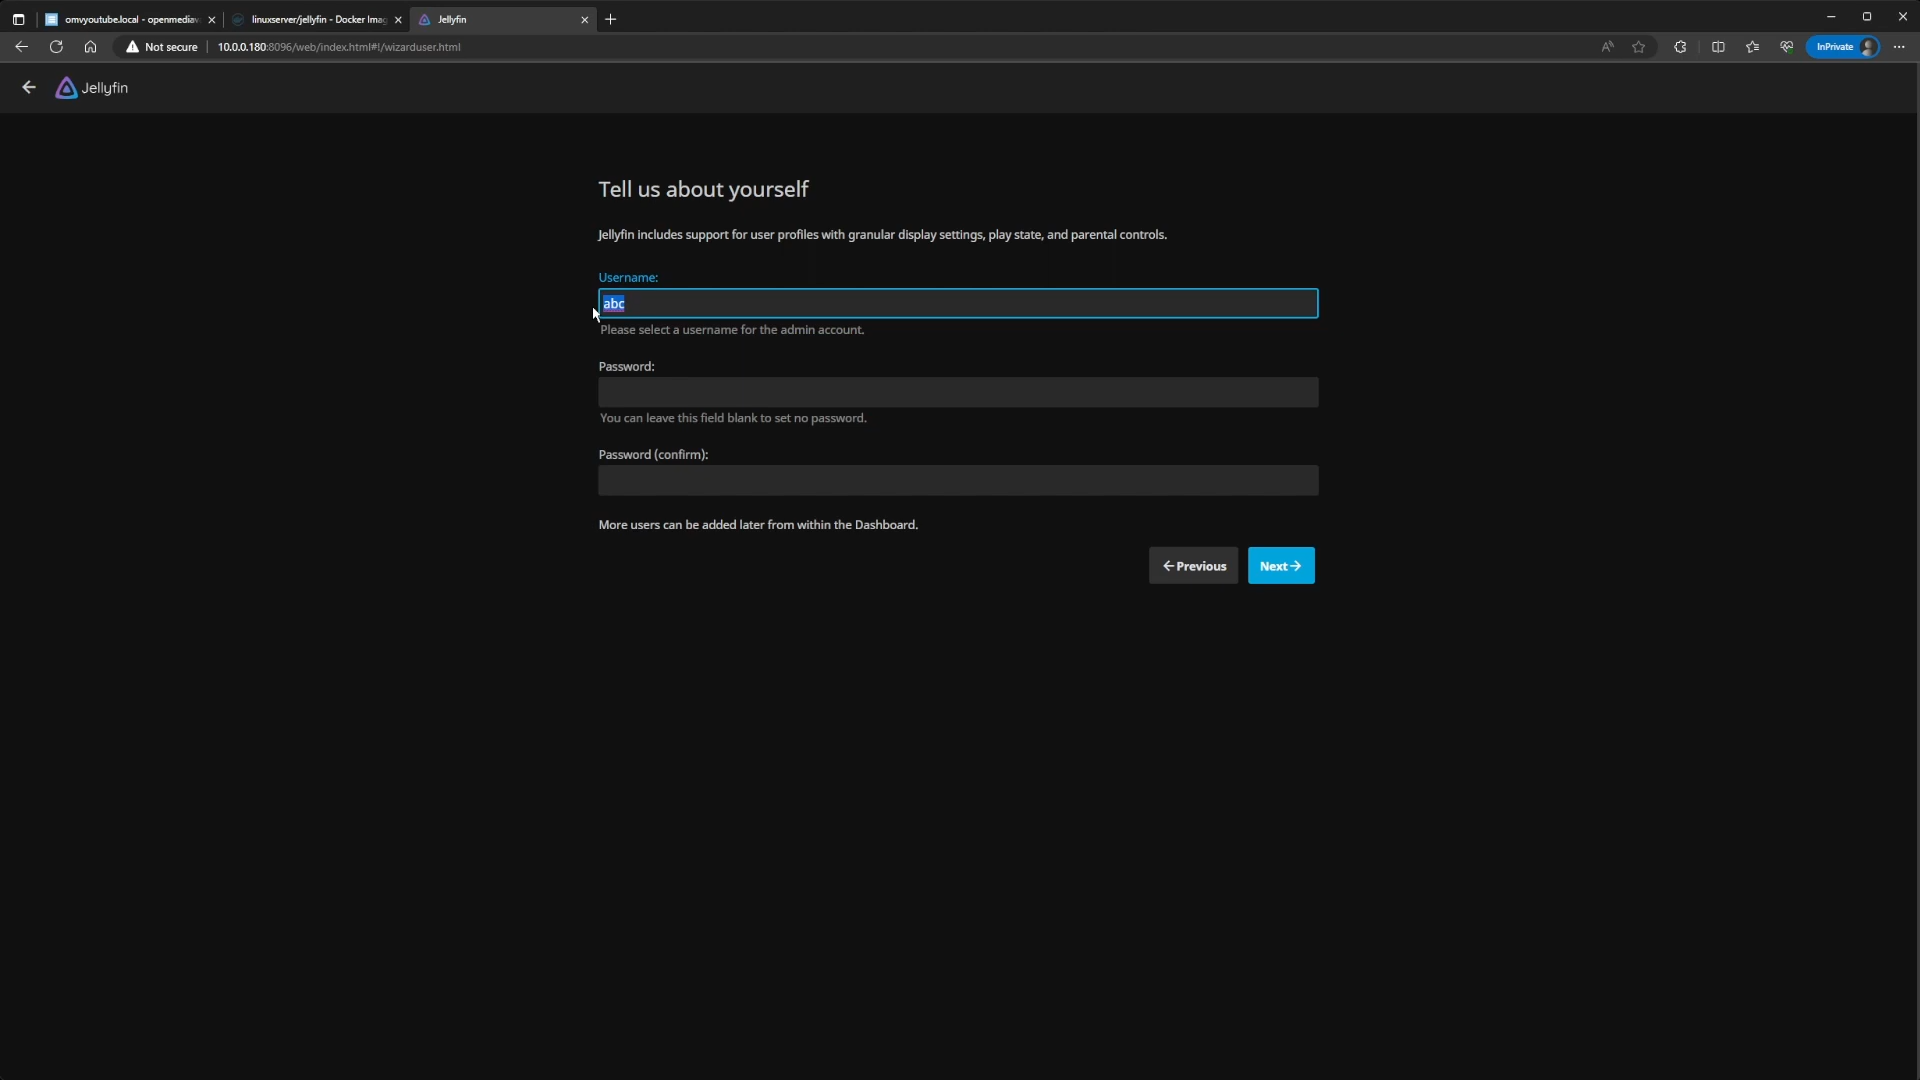 omvyoutube.local - openmediav
linuxserver/jellyfin - Docker Imag
Jellyfin
Not secure
10.0.0.180:8096/web/index.html#!/wizarduser.html
InPrivate
Jellyfin
Tell us about yourself
Jellyfin includes support for user profiles with granular display settings, play state, and parental controls.
Username:
abc
Please select a username for the admin account.
Password:
You can leave this field blank to set no password.
Password (confirm):
More users can be added later from within the Dashboard.
Previous
Next